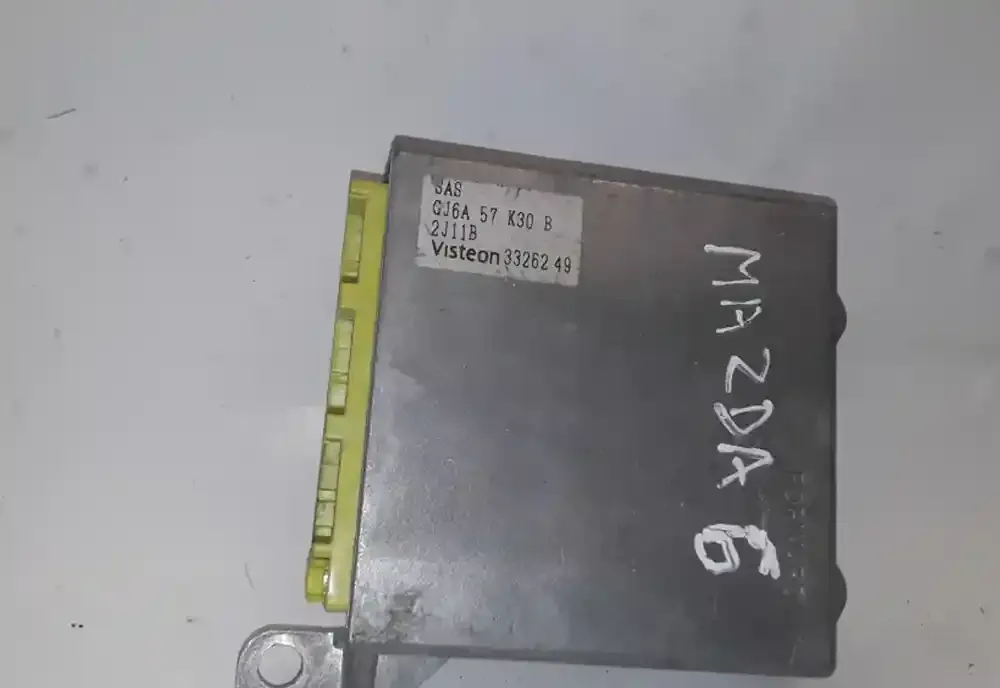 SAS
GJ6A 57 K30 B
2J11B
Visteon 33262 49
MAZDA 6